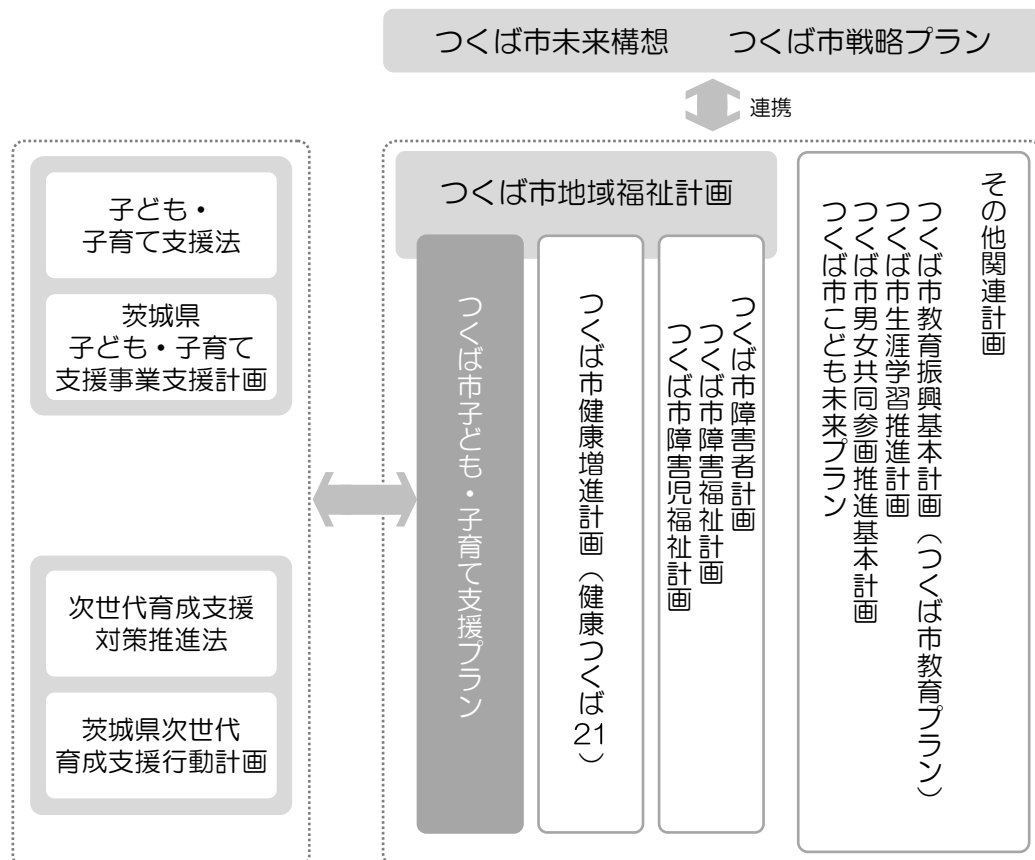 つくば市未来構想　　つくば市戦略プラン
連携
子ども・
子育て支援法
茨城県
子ども・子育て
支援事業支援計画
次世代育成支援
対策推進法
茨城県次世代
育成支援行動計画
つくば市地域福祉計画
つくば市子ども・子育て支援プラン
つくば市健康増進計画（健康つくば21）
つくば市障害者計画
つくば市障害福祉計画
つくば市障害児福祉計画
その他関連計画
つくば市教育振興基本計画（つくば市教育プラン）
つくば市生涯学習推進計画
つくば市男女共同参画推進基本計画
つくば市こども未来プラン